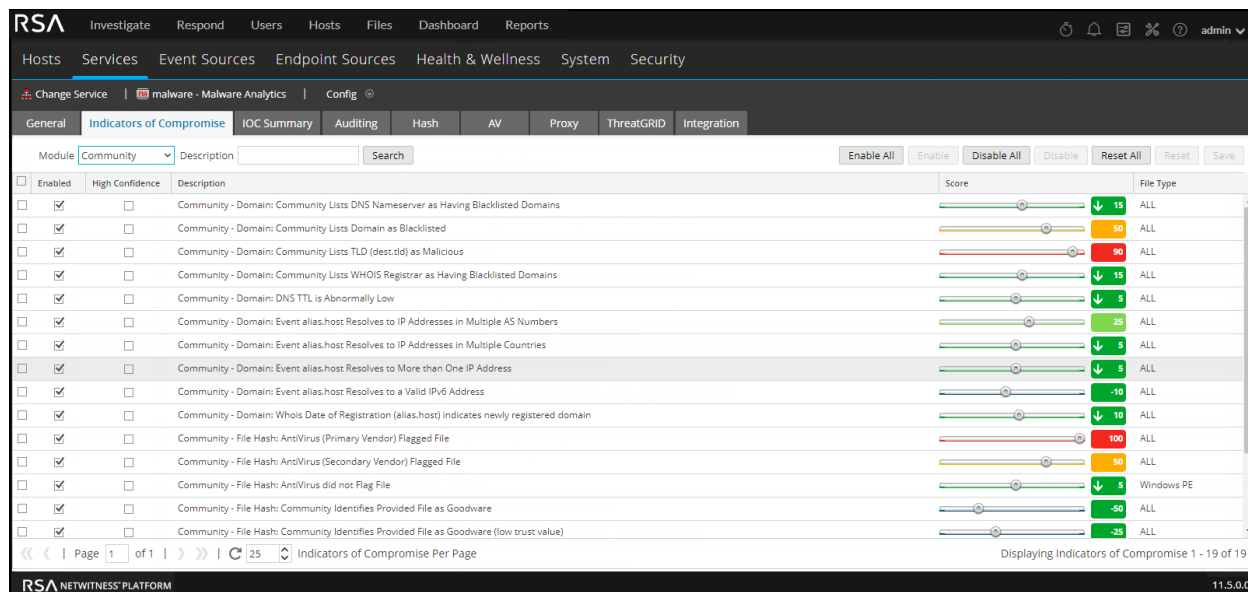 RSA Investigate Respond Users Hosts Files Dashboard Reports admin
Hosts Services Event Sources Endpoint Sources Health & Wellness System Security
Change Service | malware - Malware Analytics | Config
General Indicators of Compromise IOC Summary Auditing Hash AV Proxy ThreatGRID Integration
Module Community Description Search Enable All Enable Disable All Disable Reset All Reset Save
Enabled High Confidence Description Score File Type
Community - Domain: Community Lists DNS Nameserver as Having Blacklisted Domains 15 ALL
Community - Domain: Community Lists Domain as Blacklisted 50 ALL
Community - Domain: Community Lists TLD (dest.tld) as Malicious 90 ALL
Community - Domain: Community Lists WHOIS Registrar as Having Blacklisted Domains 15 ALL
Community - Domain: DNS TTL is Abnormally Low 5 ALL
Community - Domain: Event alias.host Resolves to IP Addresses in Multiple AS Numbers 25 ALL
Community - Domain: Event alias.host Resolves to IP Addresses in Multiple Countries 5 ALL
Community - Domain: Event alias.host Resolves to More than One IP Address 5 ALL
Community - Domain: Event alias.host Resolves to a Valid IPv6 Address -10 ALL
Community - Domain: Whois Date of Registration (alias.host) indicates newly registered domain 10 ALL
Community - File Hash: AntiVirus (Primary Vendor) Flagged File 100 ALL
Community - File Hash: AntiVirus (Secondary Vendor) Flagged File 50 ALL
Community - File Hash: AntiVirus did not Flag File 5 Windows PE
Community - File Hash: Community Identifies Provided File as Goodware -50 ALL
Community - File Hash: Community Identifies Provided File as Goodware (low trust value) -25 ALL
Page 1 of 1 | 25 Indicators of Compromise Per Page Displaying Indicators of Compromise 1 - 19 of 19
RSA NETWITNESS® PLATFORM 11.5.0.0